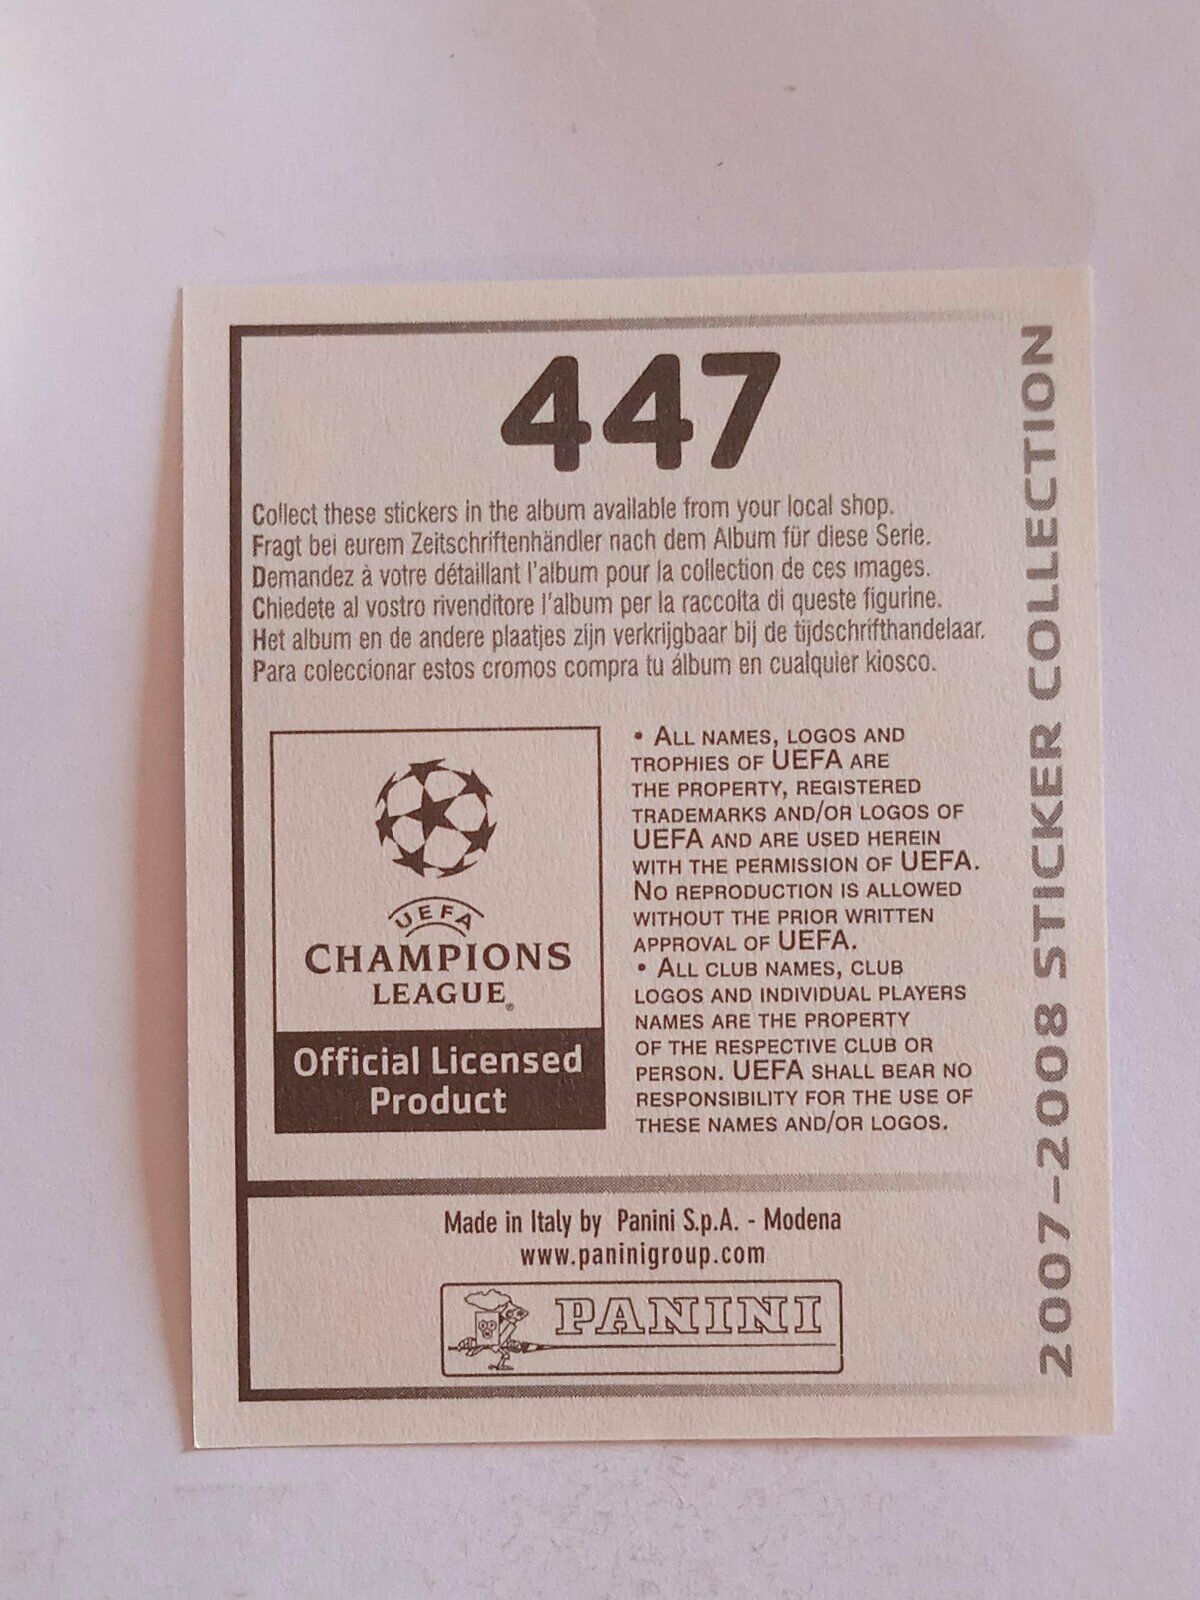 447
Collect these stickers in the album available from your local shop.
Fragt bei eurem Zeitschriftenhändler nach dem Album für diese Serie.
Demandez à votre détaillant l'album pour la collection de ces images.
Chiedete al vostro rivenditore l'album per la raccolta di queste figurine.
Het album en de andere plaatjes zijn verkrijgbaar bij de tijdschrifthandelaar.
Para coleccionar estos cromos compra tu álbum en cualquier kiosco.
UEFA
CHAMPIONS
LEAGUE®
Official Licensed
Product
• ALL NAMES, LOGOS AND
TROPHIES OF UEFA ARE
THE PROPERTY, REGISTERED
TRADEMARKS AND/OR LOGOS OF
UEFA AND ARE USED HEREIN
WITH THE PERMISSION OF UEFA.
NO REPRODUCTION IS ALLOWED
WITHOUT THE PRIOR WRITTEN
APPROVAL OF UEFA.
• ALL CLUB NAMES, CLUB
LOGOS AND INDIVIDUAL PLAYERS
NAMES ARE THE PROPERTY
OF THE RESPECTIVE CLUB OR
PERSON. UEFA SHALL BEAR NO
RESPONSIBILITY FOR THE USE OF
THESE NAMES AND/OR LOGOS.
Made in Italy by Panini S.p.A. - Modena
www.paninigroup.com
PANINI
2007-2008 STICKER COLLECTION